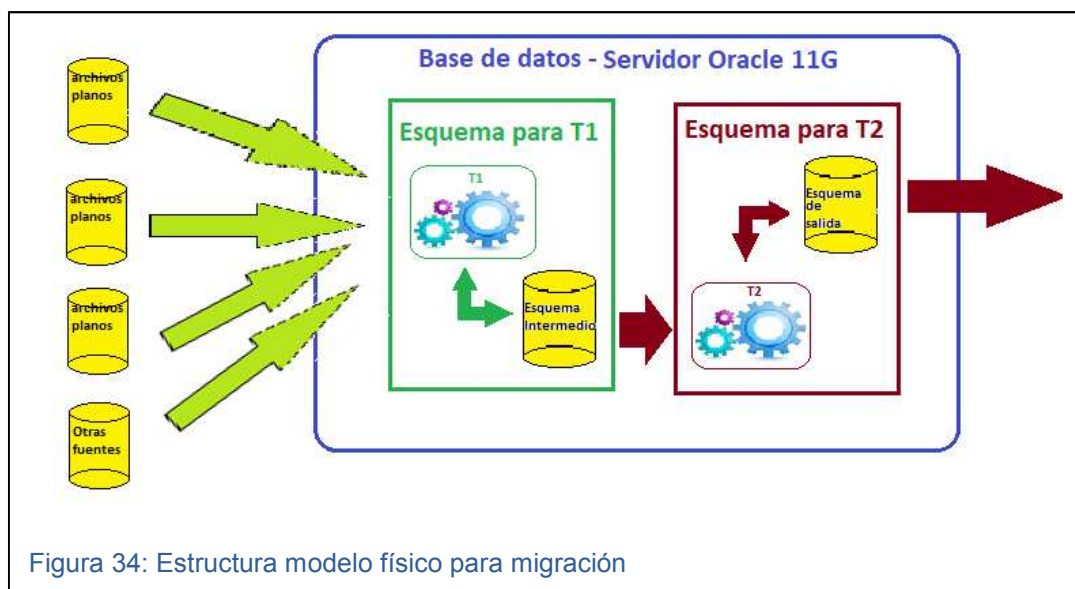 Base de datos - Servidor Oracle 11G
archivos
planos
archivos
planos
archivos
planos
Otras
fuentes
Esquema para T1
T1
Esquema
Intermedio
Esquema para T2
Esquema
de
salida
T2
Figura 34: Estructura modelo físico para migración